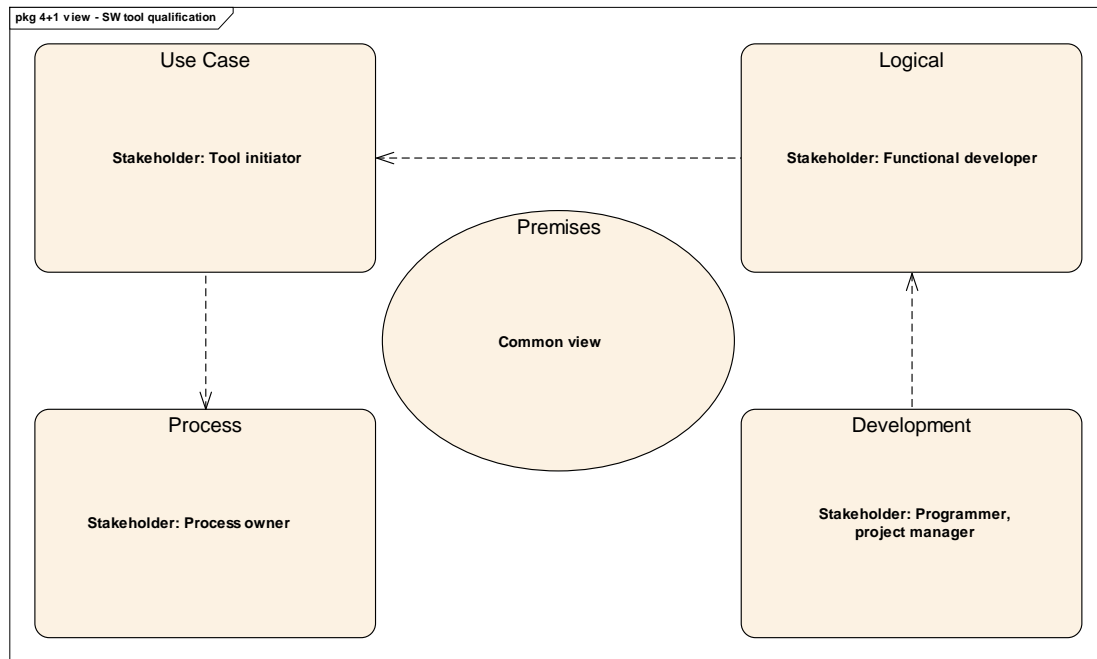 pkg 4+1 view - SW tool qualification
Use Case
Stakeholder: Tool initiator
Logical
Stakeholder: Functional developer
Premises
Common view
Process
Stakeholder: Process owner
Development
Stakeholder: Programmer,
project manager